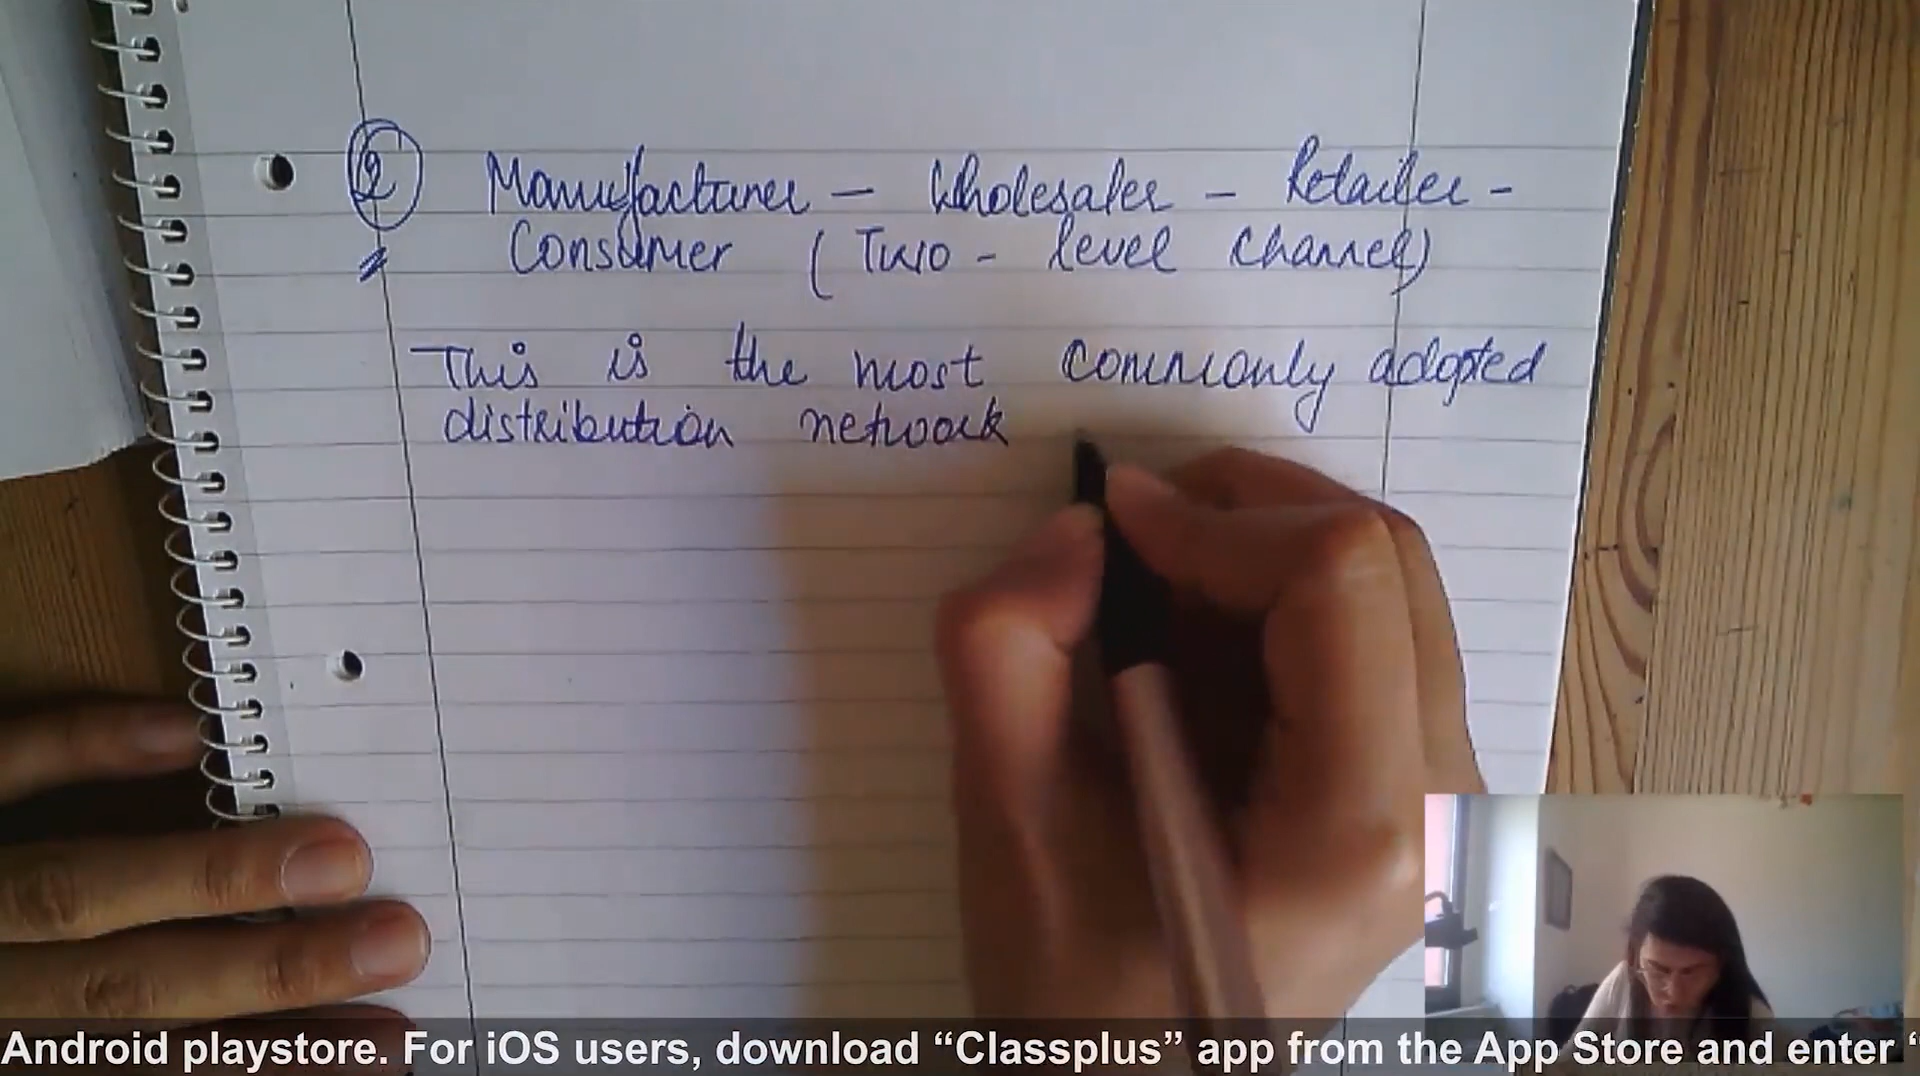 2 Manufacturer - Wholesaler - Retailer -
Consumer (Two - level channel)
This is the most commonly adopted
distribution network
Android playstore. For iOS users, download “Classplus” app from the App Store and enter “